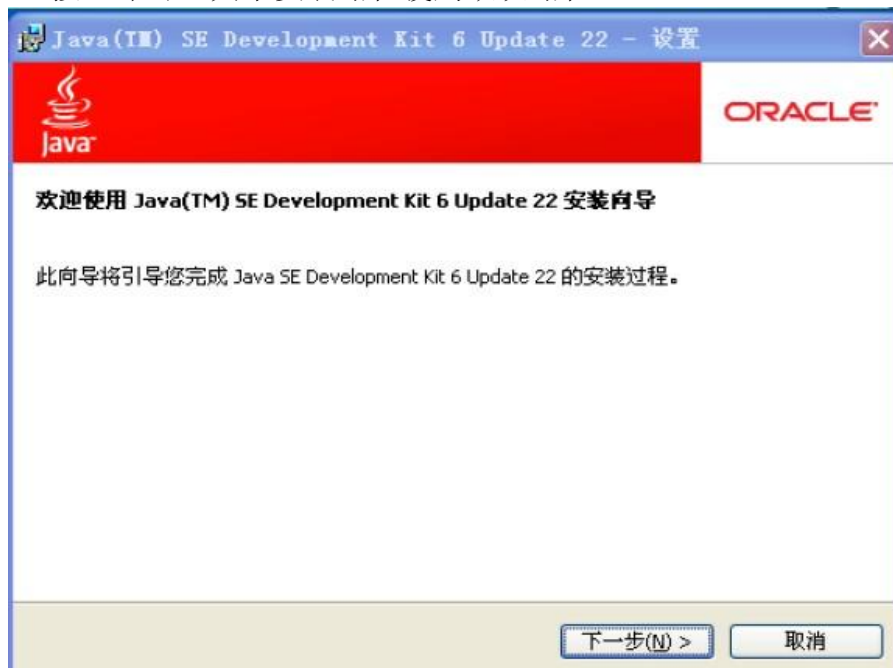 Java(TM) SE Development Kit 6 Update 22 - 设置
Java
ORACLE
欢迎使用 Java(TM) SE Development Kit 6 Update 22 安装向导
此向导将引导您完成 Java SE Development Kit 6 Update 22 的安装过程。
下一步(N) >
取消